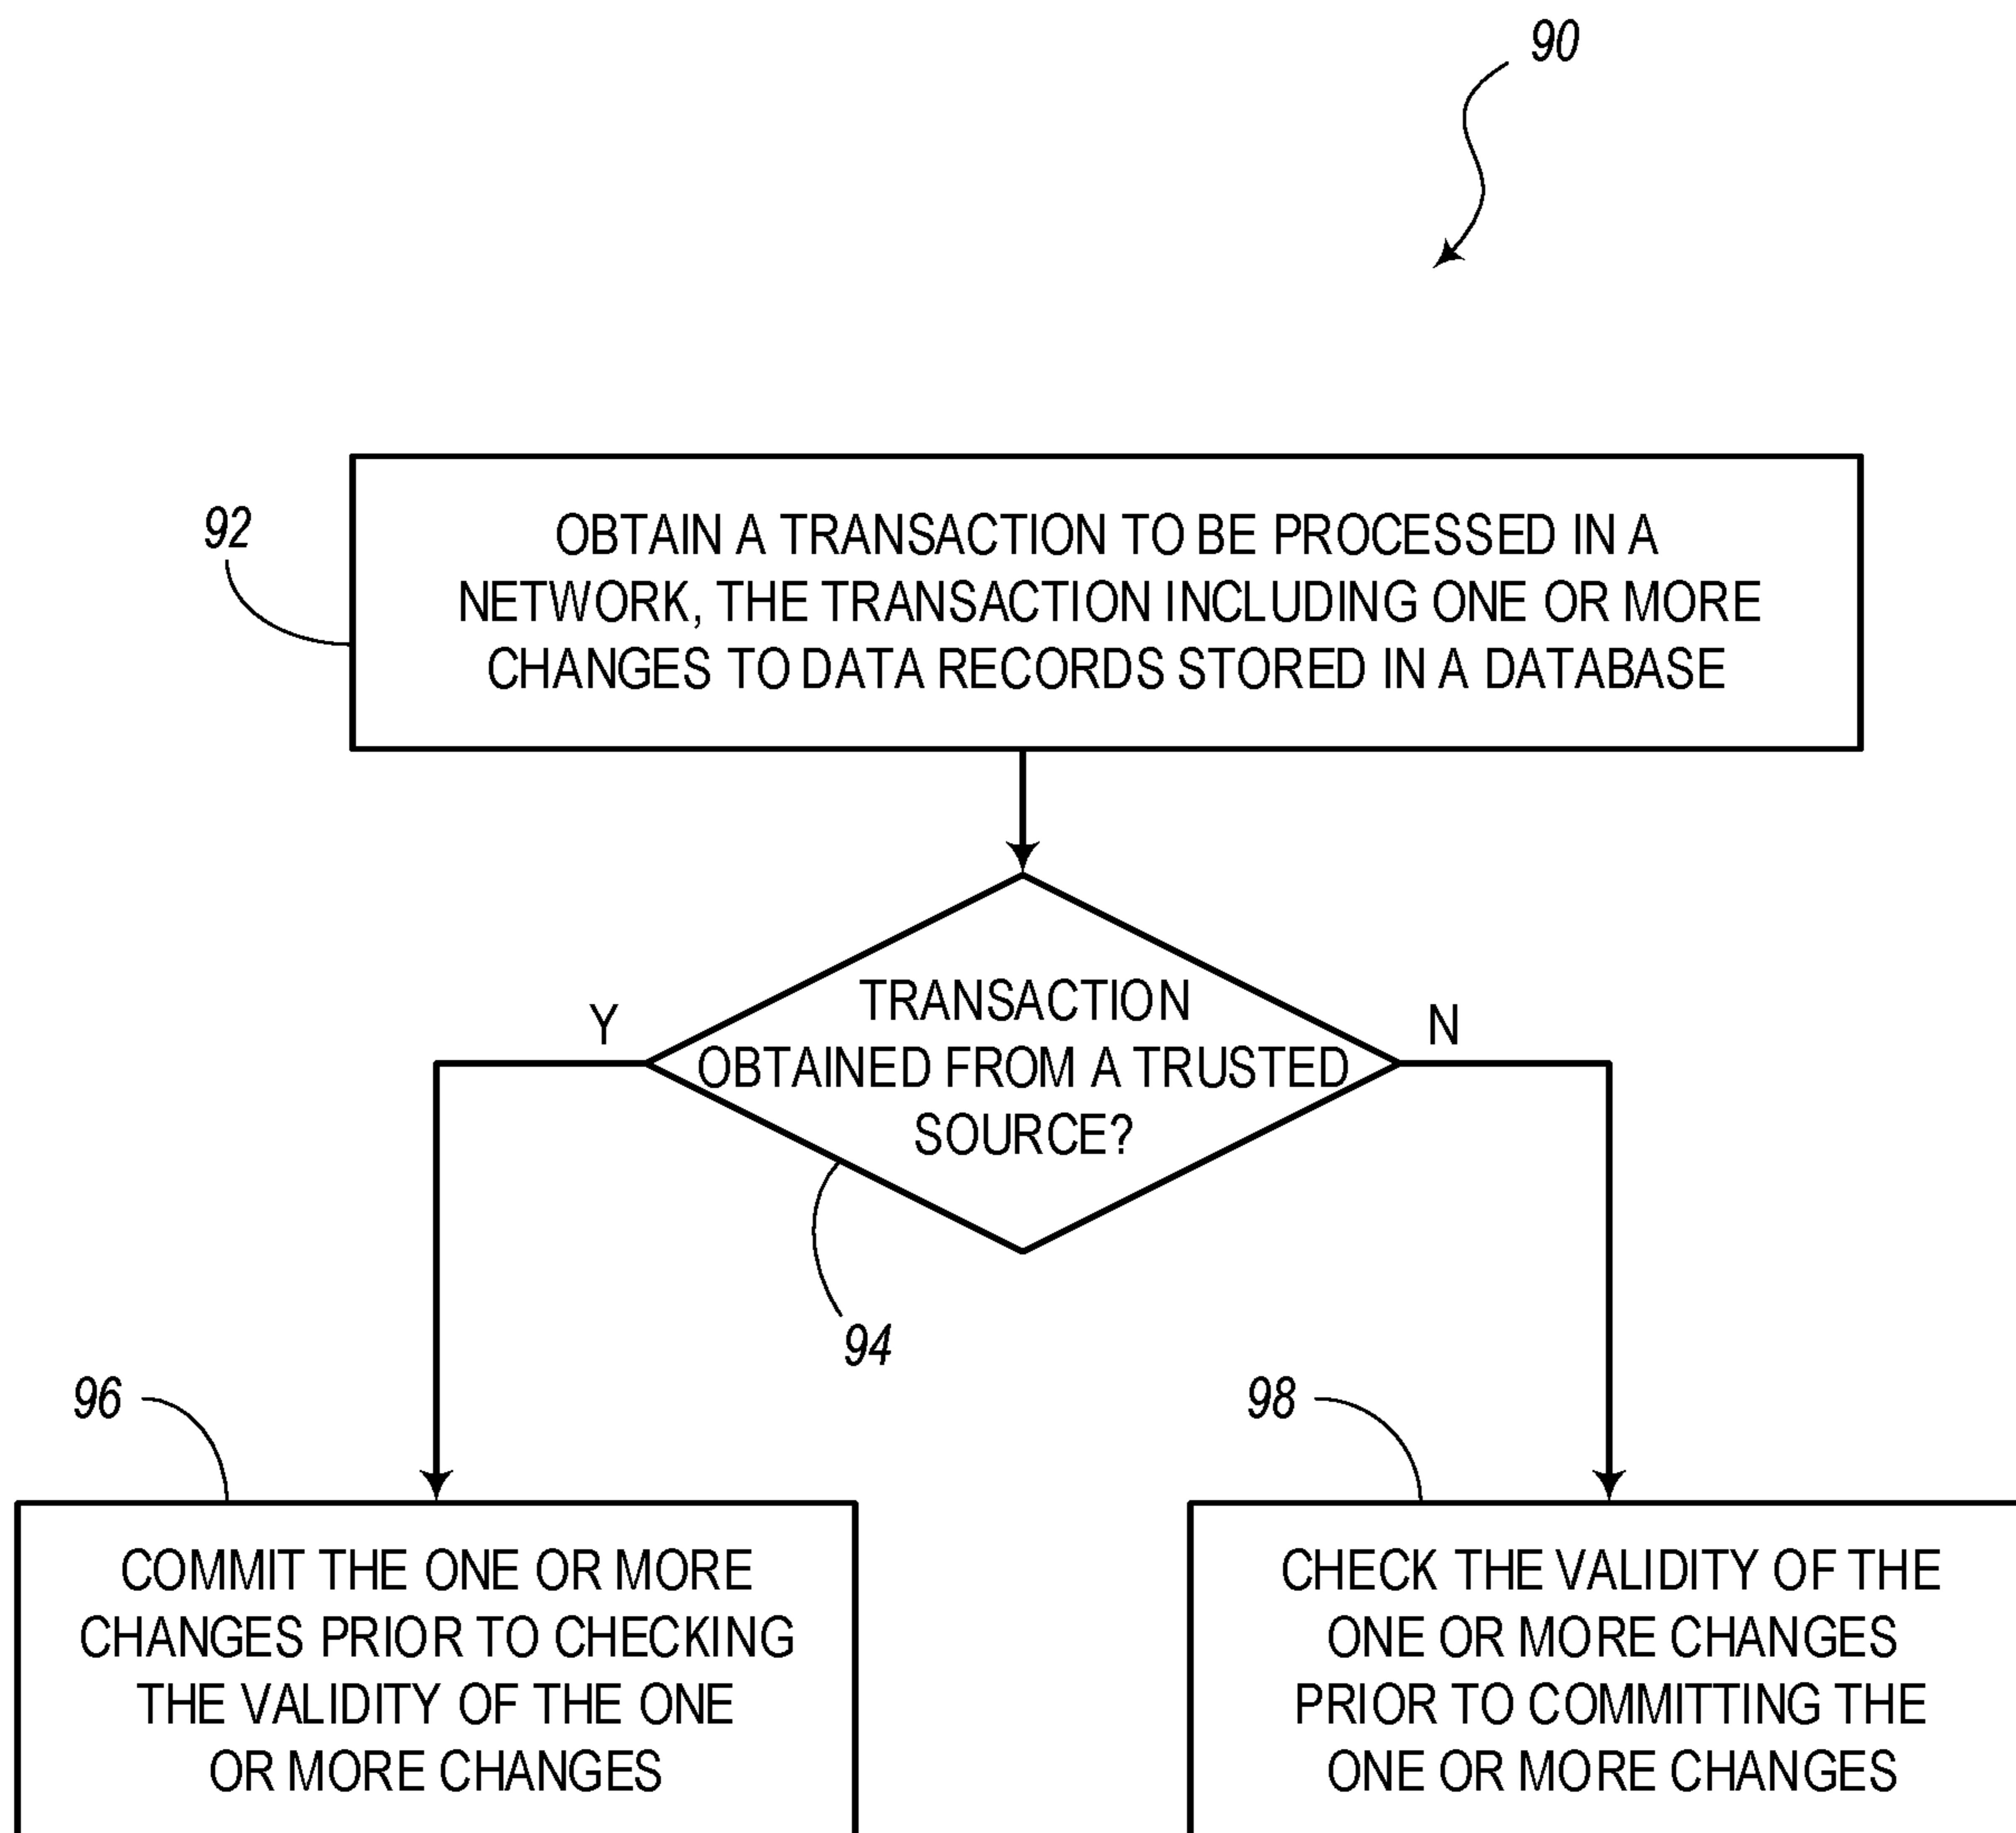 90
92
OBTAIN A TRANSACTION TO BE PROCESSED IN A
NETWORK, THE TRANSACTION INCLUDING ONE OR MORE
CHANGES TO DATA RECORDS STORED IN A DATABASE
Y
TRANSACTION
OBTAINED FROM A TRUSTED
SOURCE?
N
94
96
COMMIT THE ONE OR MORE
CHANGES PRIOR TO CHECKING
THE VALIDITY OF THE ONE
OR MORE CHANGES
98
CHECK THE VALIDITY OF THE
ONE OR MORE CHANGES
PRIOR TO COMMITTING THE
ONE OR MORE CHANGES